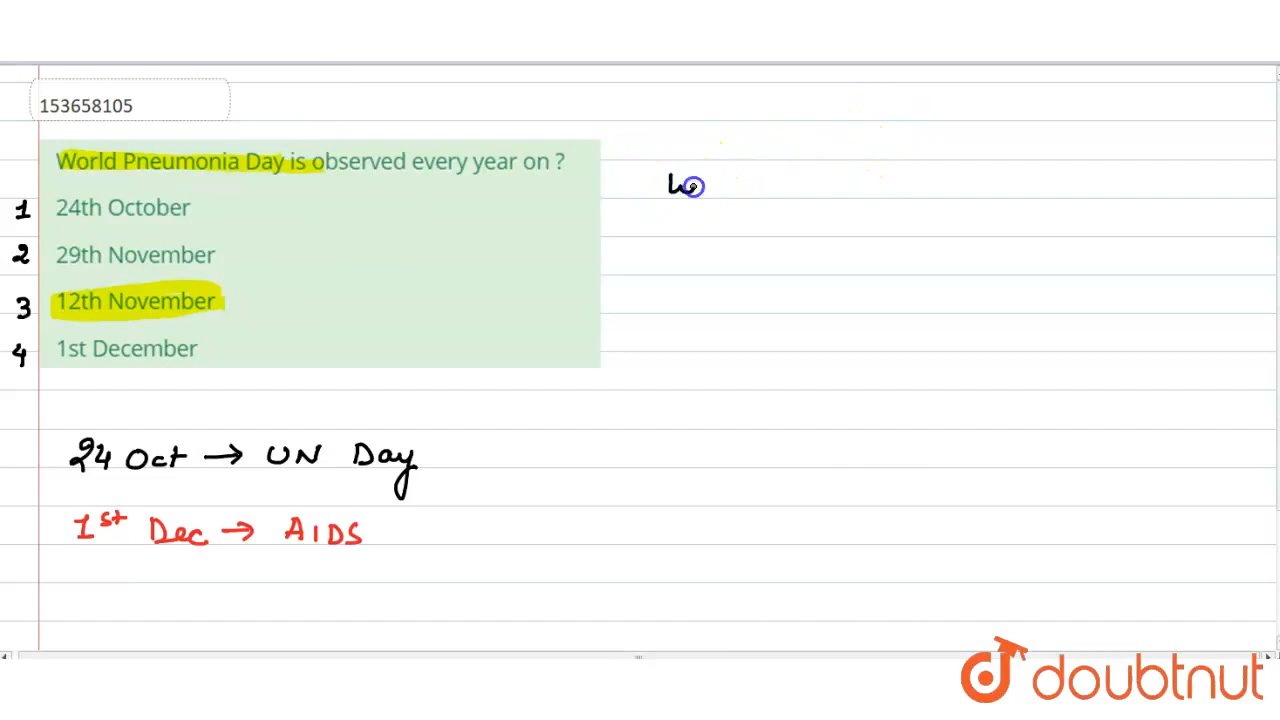 153658105
World Pneumonia Day is observed every year on ?
1 24th October
2 29th November
3 12th November
4 1st December
24 Oct → UN Day
1st Dec → AIDS
doubtnut